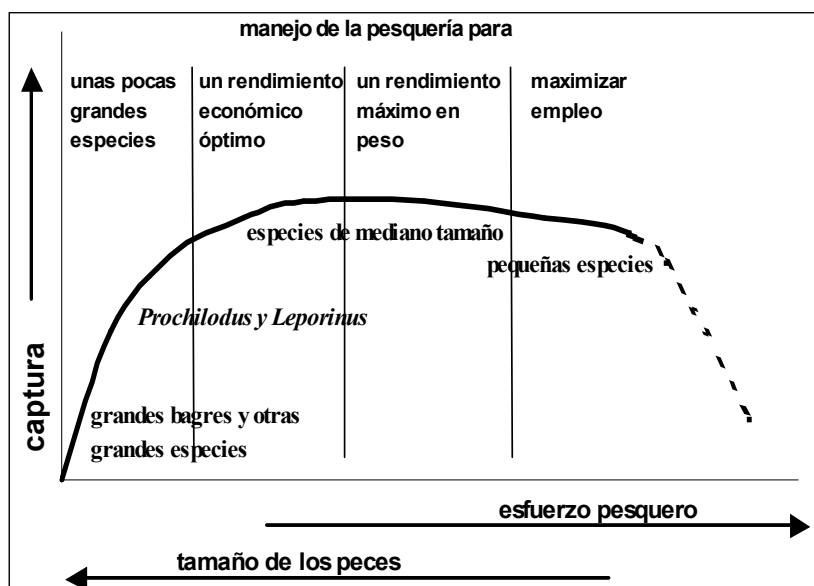 manejo de la pesquería para
unas pocas
grandes
especies
un rendimiento
económico
óptimo
un rendimiento
máximo en
peso
maximizar
empleo
especies de mediano tamaño
pequeñas especies
Prochilodus y Leporinus
grandes bagres y otras
grandes especies
captura
esfuerzo pesquero
tamaño de los peces